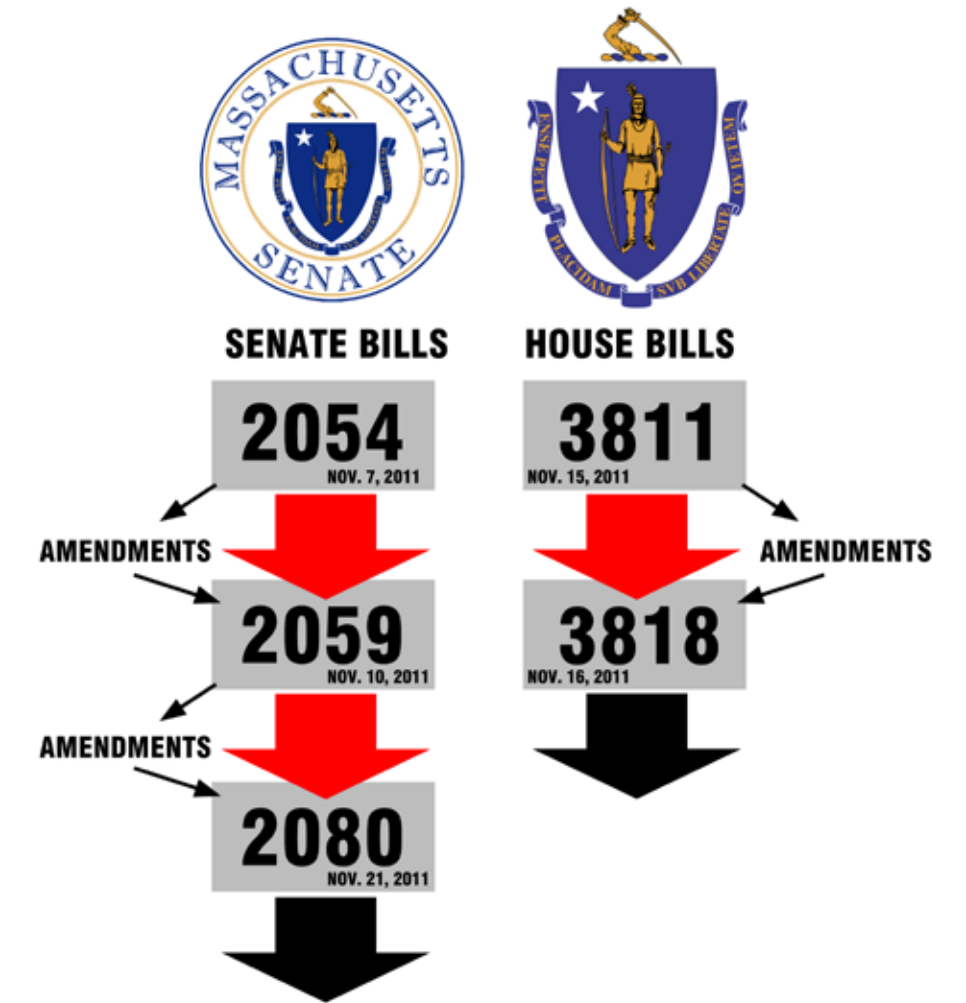 MASSACHUSETTS
SENATE
ENSE PETIT
PLACIDAM
SVB LIBERTATE
QVIETEM
SENATE BILLS
HOUSE BILLS
2054
NOV. 7, 2011
3811
NOV. 15, 2011
AMENDMENTS
AMENDMENTS
2059
NOV. 10, 2011
3818
NOV. 16, 2011
AMENDMENTS
2080
NOV. 21, 2011